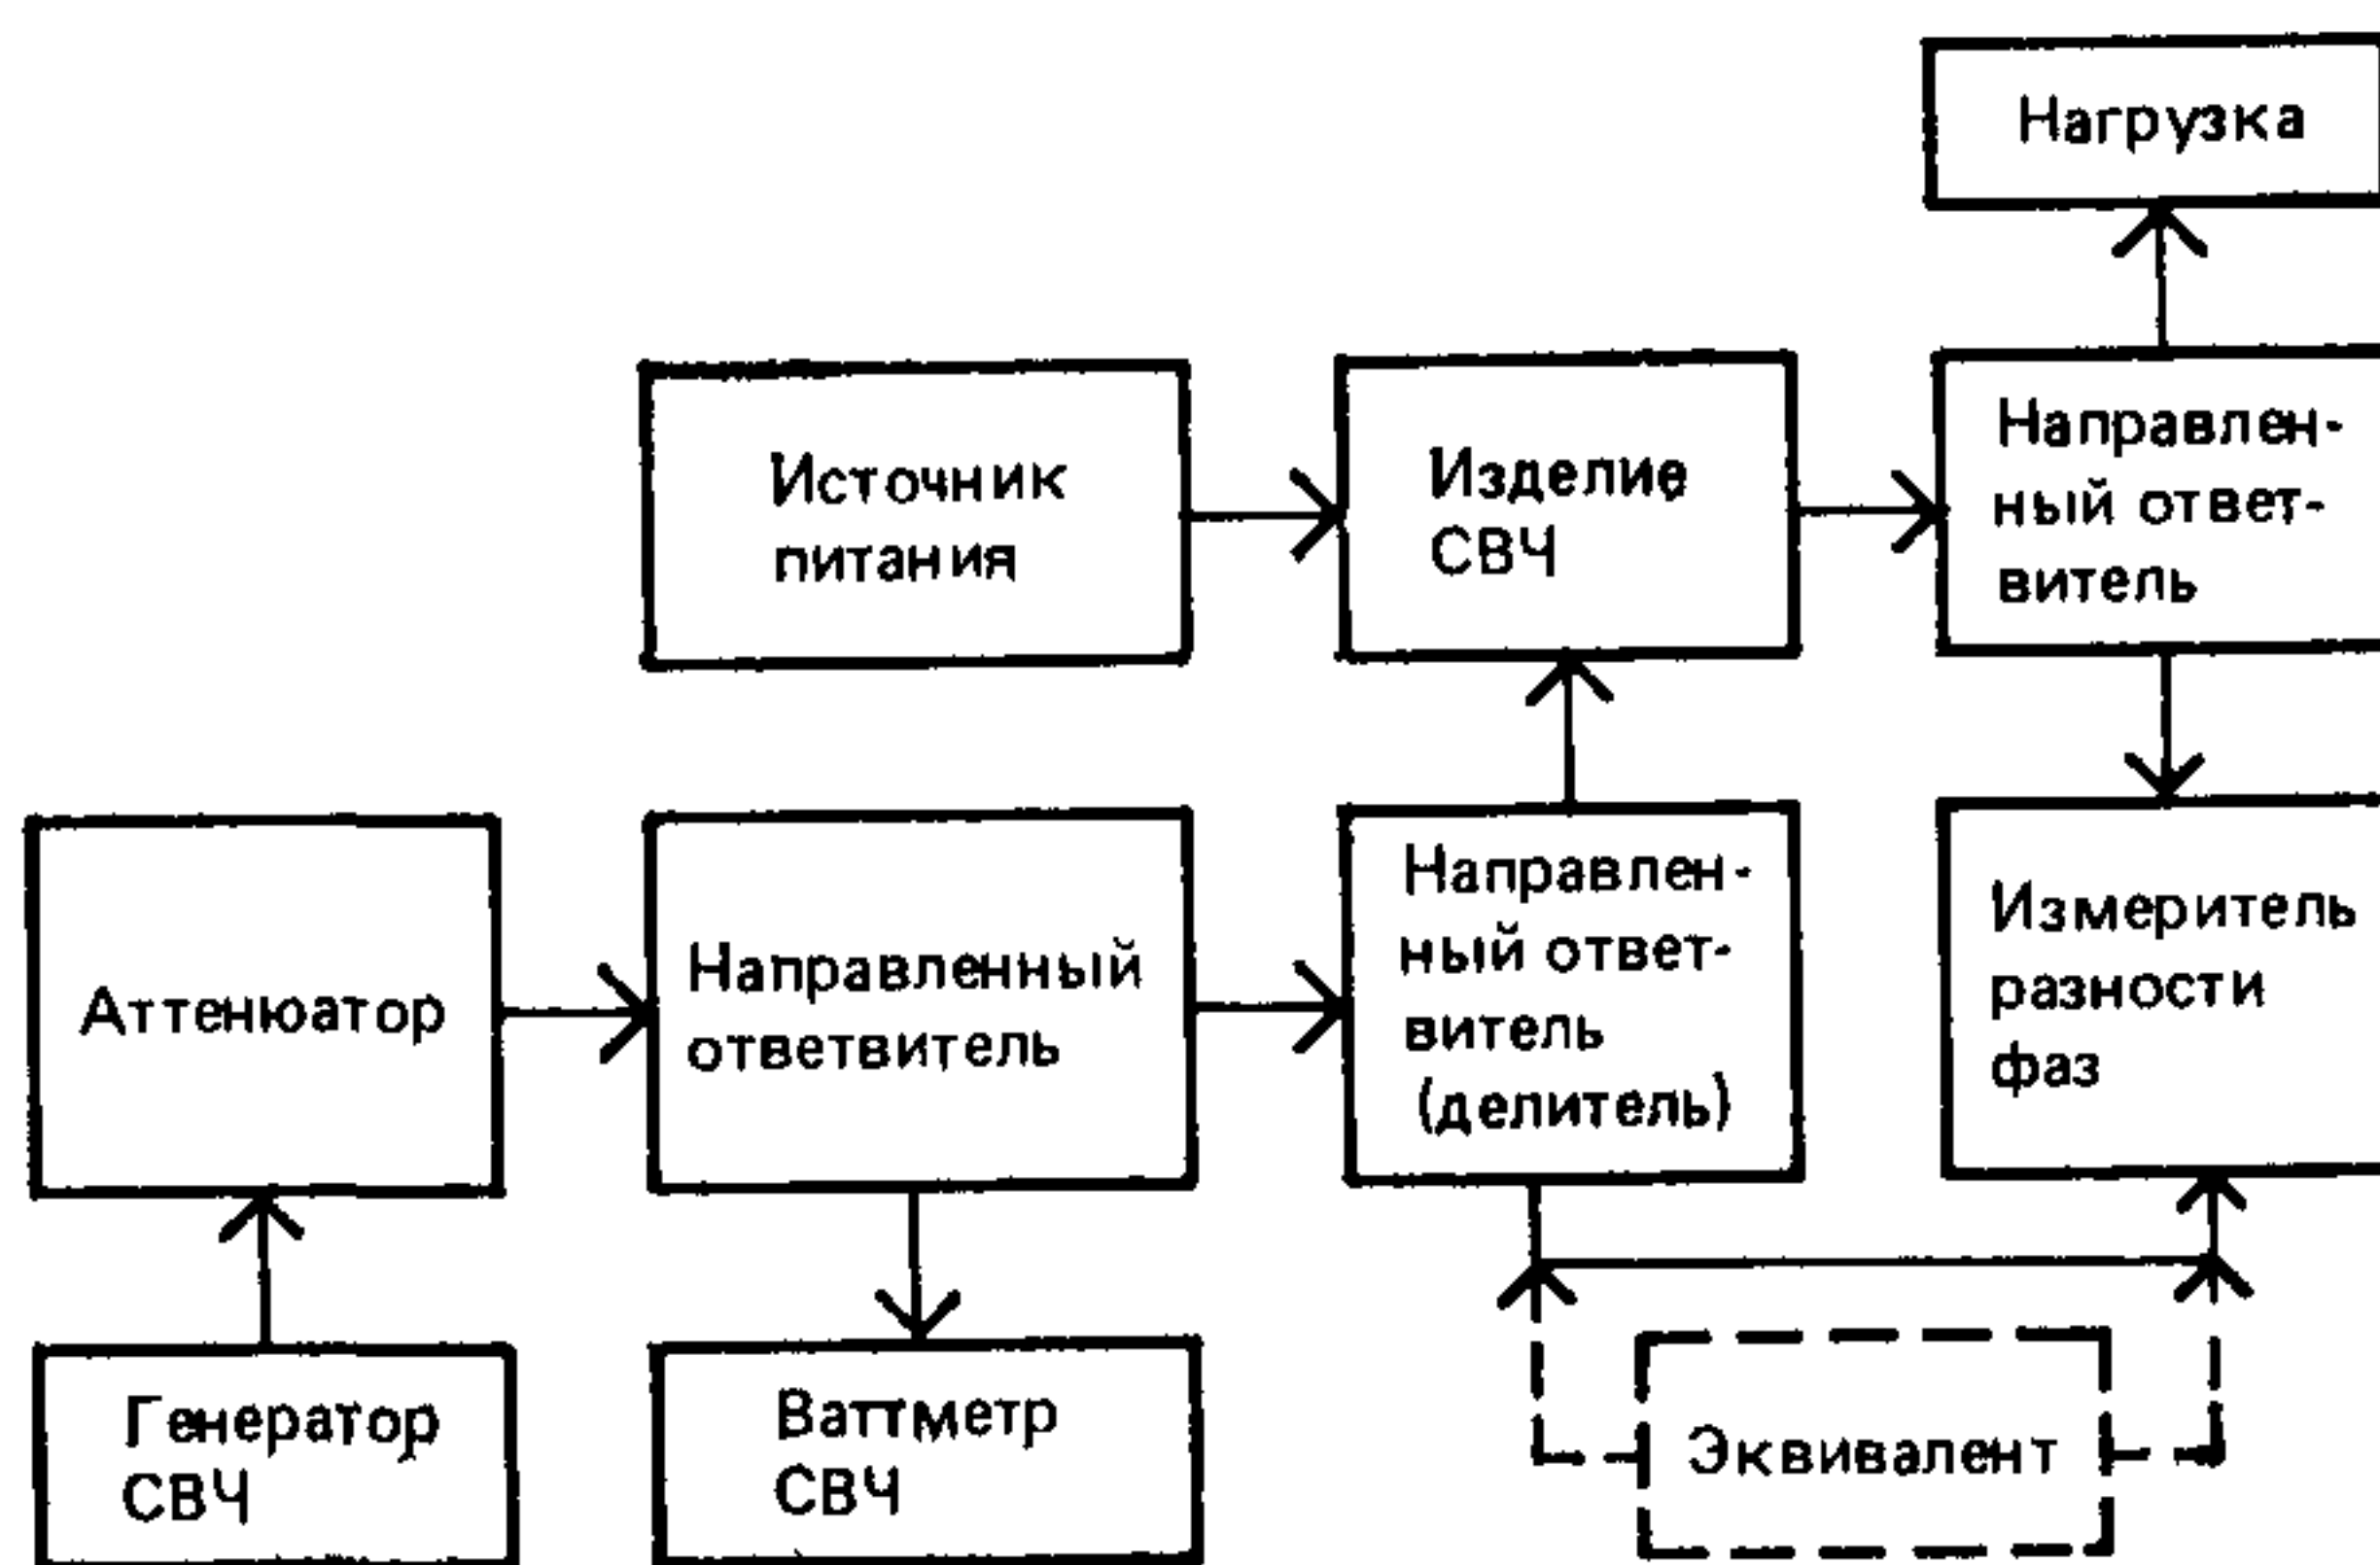 Нагрузка
Источник
питания
Изделие
СВЧ
Направлен-
ный ответ-
витель
Аттенюатор
Направленный
ответвитель
Направлен-
ный ответ-
витель
(делитель)
Измеритель
разности
фаз
Генератор
СВЧ
Ваттметр
СВЧ
Эквивалент